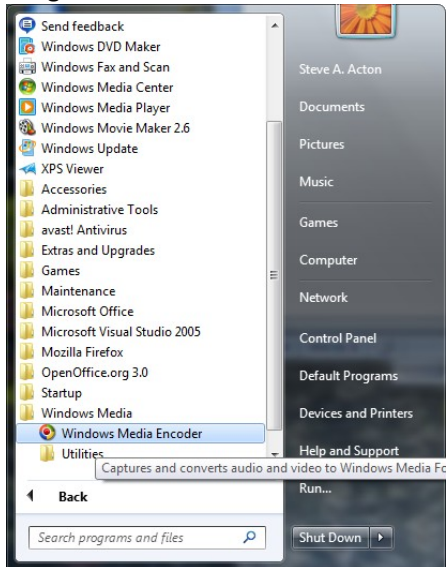 Send feedback
Windows DVD Maker
Windows Fax and Scan
Windows Media Center
Windows Media Player
Windows Movie Maker 2.6
Windows Update
XPS Viewer
Accessories
Administrative Tools
avast! Antivirus
Extras and Upgrades
Games
Maintenance
Microsoft Office
Microsoft Visual Studio 2005
Mozilla Firefox
OpenOffice.org 3.0
Startup
Windows Media
Windows Media Encoder
Utilities
Captures and converts audio and video to Windows Media Fo
Back
Search programs and files
Steve A. Acton
Documents
Pictures
Music
Games
Computer
Network
Control Panel
Default Programs
Devices and Printers
Help and Support
Run...
Shut Down